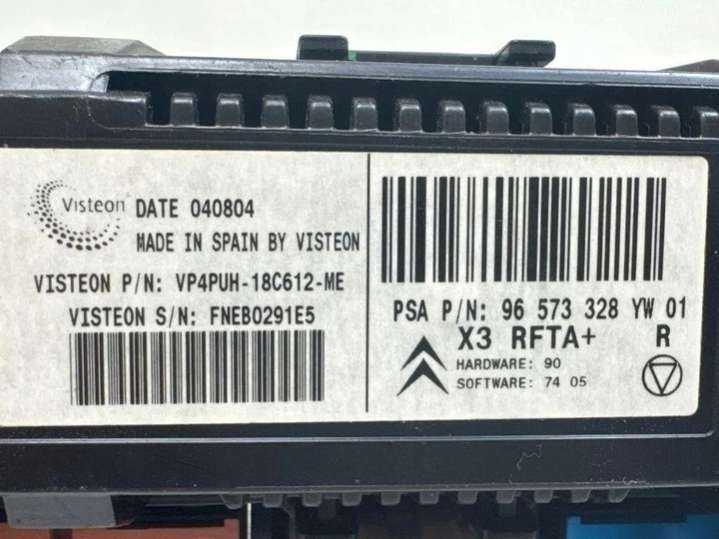 Visteon
DATE 040804
MADE IN SPAIN BY VISTEON
VISTEON P/N: VP4PUH-18C612-ME
VISTEON S/N: FNEB0291E5
PSA P/N: 96 573 328 YW 01
X3 RFTA+ R
HARDWARE: 90
SOFTWARE: 74 05